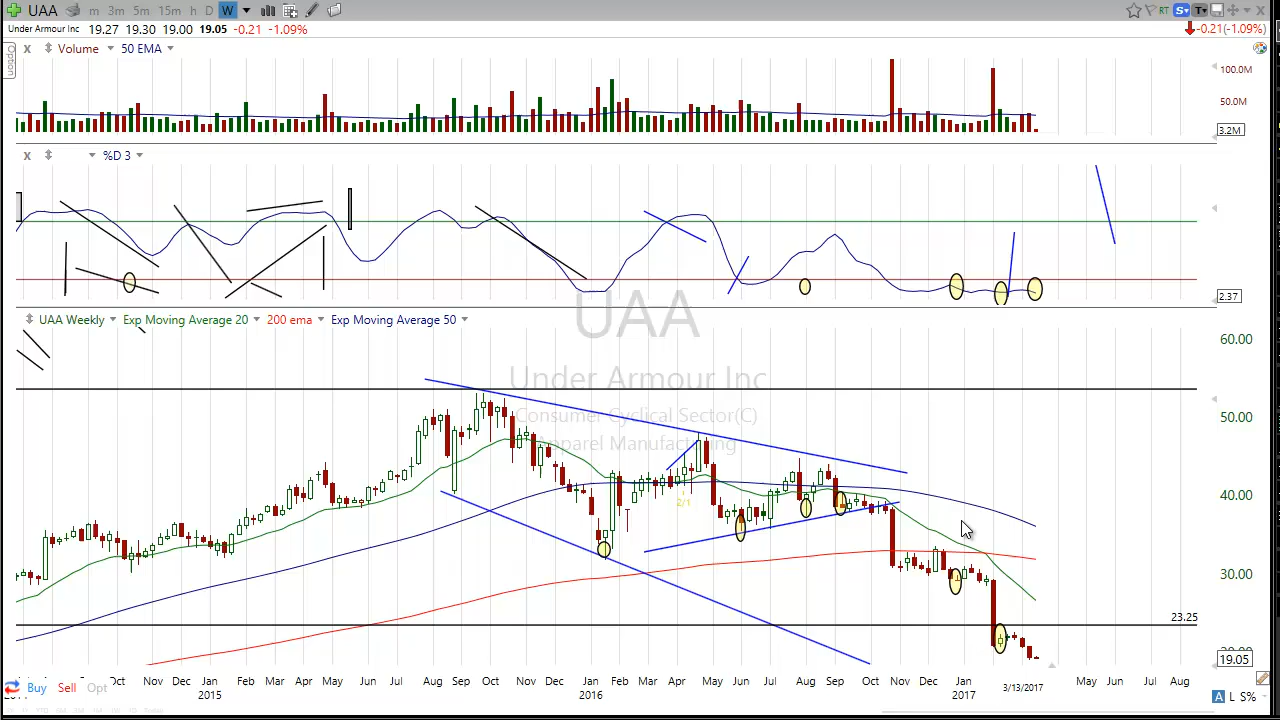 UAA m 3m 5m 15m h D W RT S T
Under Armour Inc 19.27 19.30 19.00 19.05 -0.21 -1.09% -0.21(-1.09%)
Option
x Volume 50 EMA
100.0M
50.0M
3.2M
x %D 3
2.37
UAA Weekly Exp Moving Average 20 200 ema Exp Moving Average 50
UAA
Under Armour Inc
Consumer Cyclical Sector(C)
Apparel Manufacturing
60.00
50.00
40.00
30.00
2/1
23.25
19.05
Oct Nov Dec Feb Mar Apr May Jun Jul Aug Sep Oct Nov Dec Feb Mar Apr May Jun Jul Aug Sep Oct Nov Dec Jan May Jun Jul Aug
2015 2016 2017 3/13/2017
Buy Sell Opt
A L S%